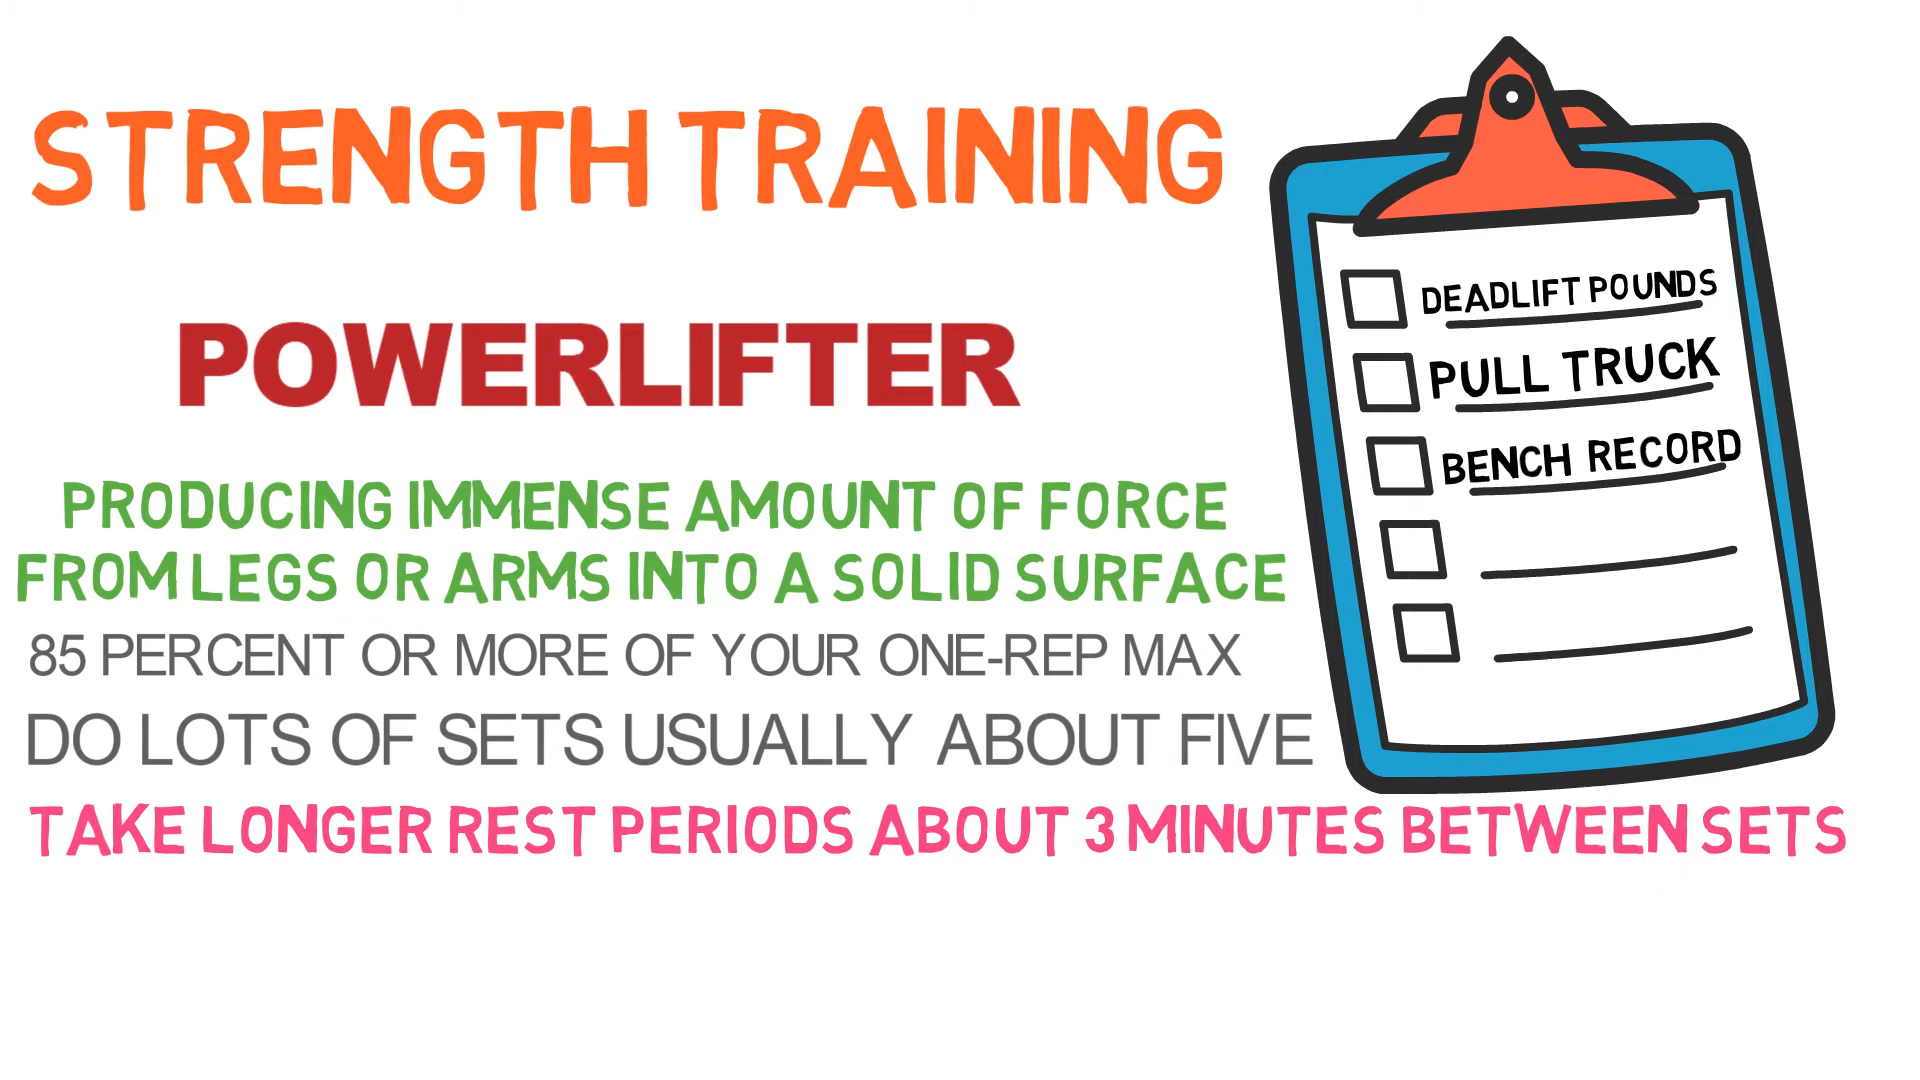 STRENGTH TRAINING
POWERLIFTER
PRODUCING IMMENSE AMOUNT OF FORCE
FROM LEGS OR ARMS INTO A SOLID SURFACE
85 PERCENT OR MORE OF YOUR ONE-REP MAX
DO LOTS OF SETS USUALLY ABOUT FIVE
TAKE LONGER REST PERIODS ABOUT 3 MINUTES BETWEEN SETS
DEADLIFT POUNDS
PULL TRUCK
BENCH RECORD